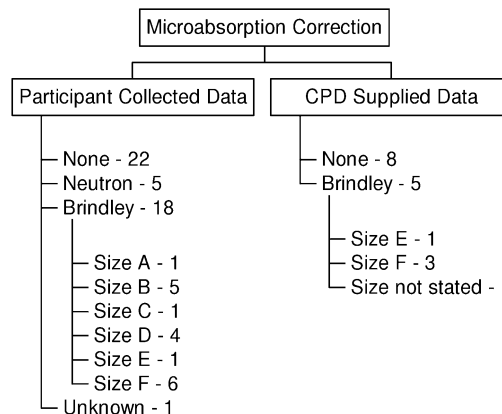 Microabsorption Correction
Participant Collected Data
None - 22
Neutron - 5
Brindley - 18
Size A - 1
Size B - 5
Size C - 1
Size D - 4
Size E - 1
Size F - 6
Unknown - 1
CPD Supplied Data
None - 8
Brindley - 5
Size E - 1
Size F - 3
Size not stated -